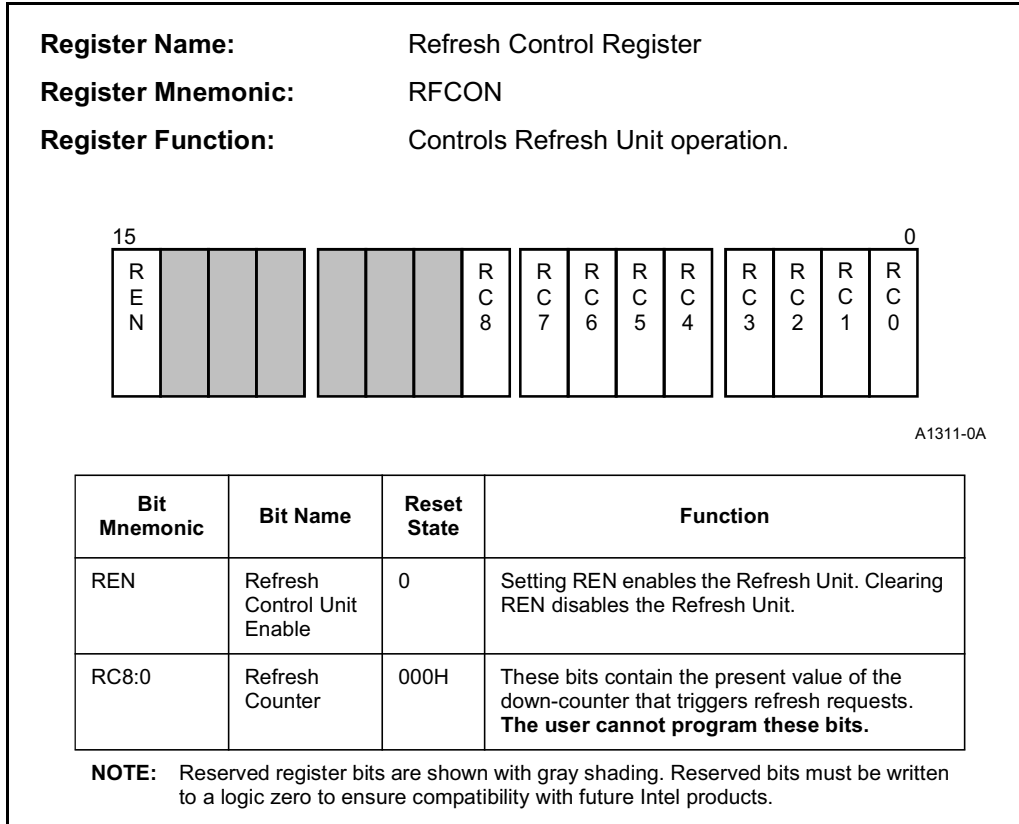 Register Name: Refresh Control Register
Register Mnemonic: RFCON
Register Function: Controls Refresh Unit operation.
15 0
R E N
R C 8
R C 7
R C 6
R C 5
R C 4
R C 3
R C 2
R C 1
R C 0
A1311-0A
Bit Mnemonic
Bit Name
Reset State
Function
REN
Refresh Control Unit Enable
0
Setting REN enables the Refresh Unit. Clearing
REN disables the Refresh Unit.
RC8:0
Refresh Counter
000H
These bits contain the present value of the
down-counter that triggers refresh requests.
The user cannot program these bits.
NOTE: Reserved register bits are shown with gray shading. Reserved bits must be written
to a logic zero to ensure compatibility with future Intel products.